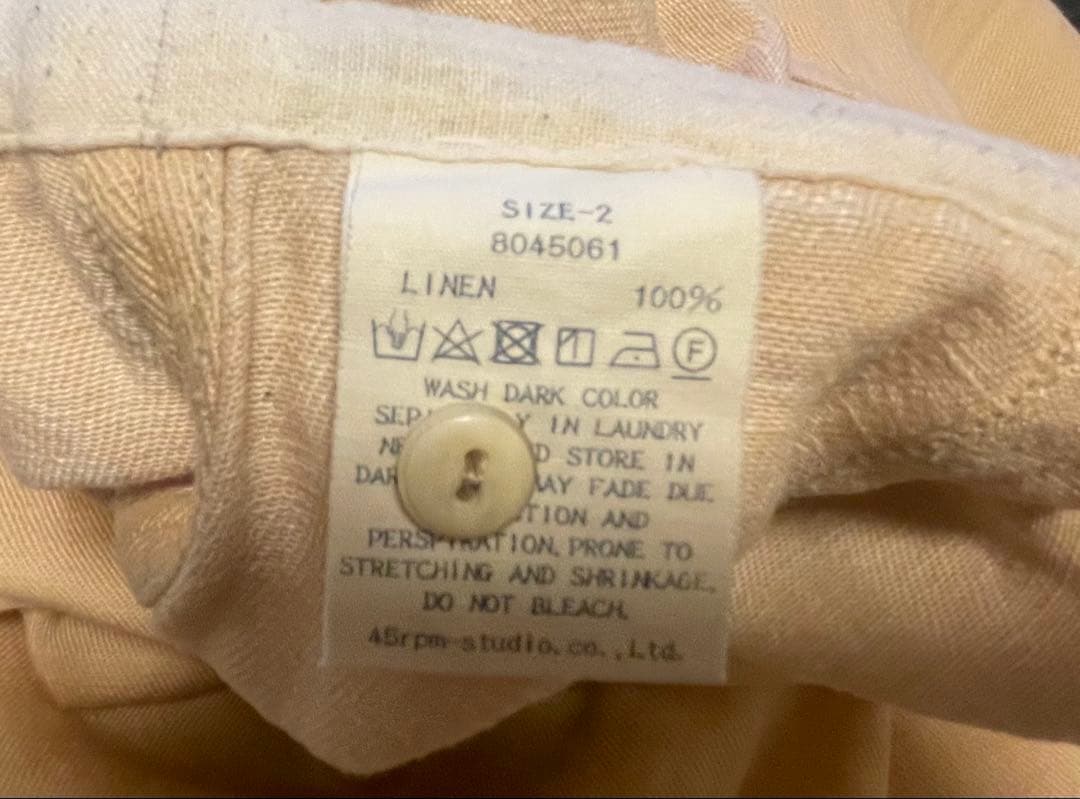 SIZE-2
8045061
LINEN 100%
F
WASH DARK COLOR
IN LAUNDRY
STORE IN
FADE DUE
AND
PERSPIRATION, PRONE TO
STRETCHING AND SHRINKAGE.
DO NOT BLEACH.
45rpm-studio.co.,Ltd.